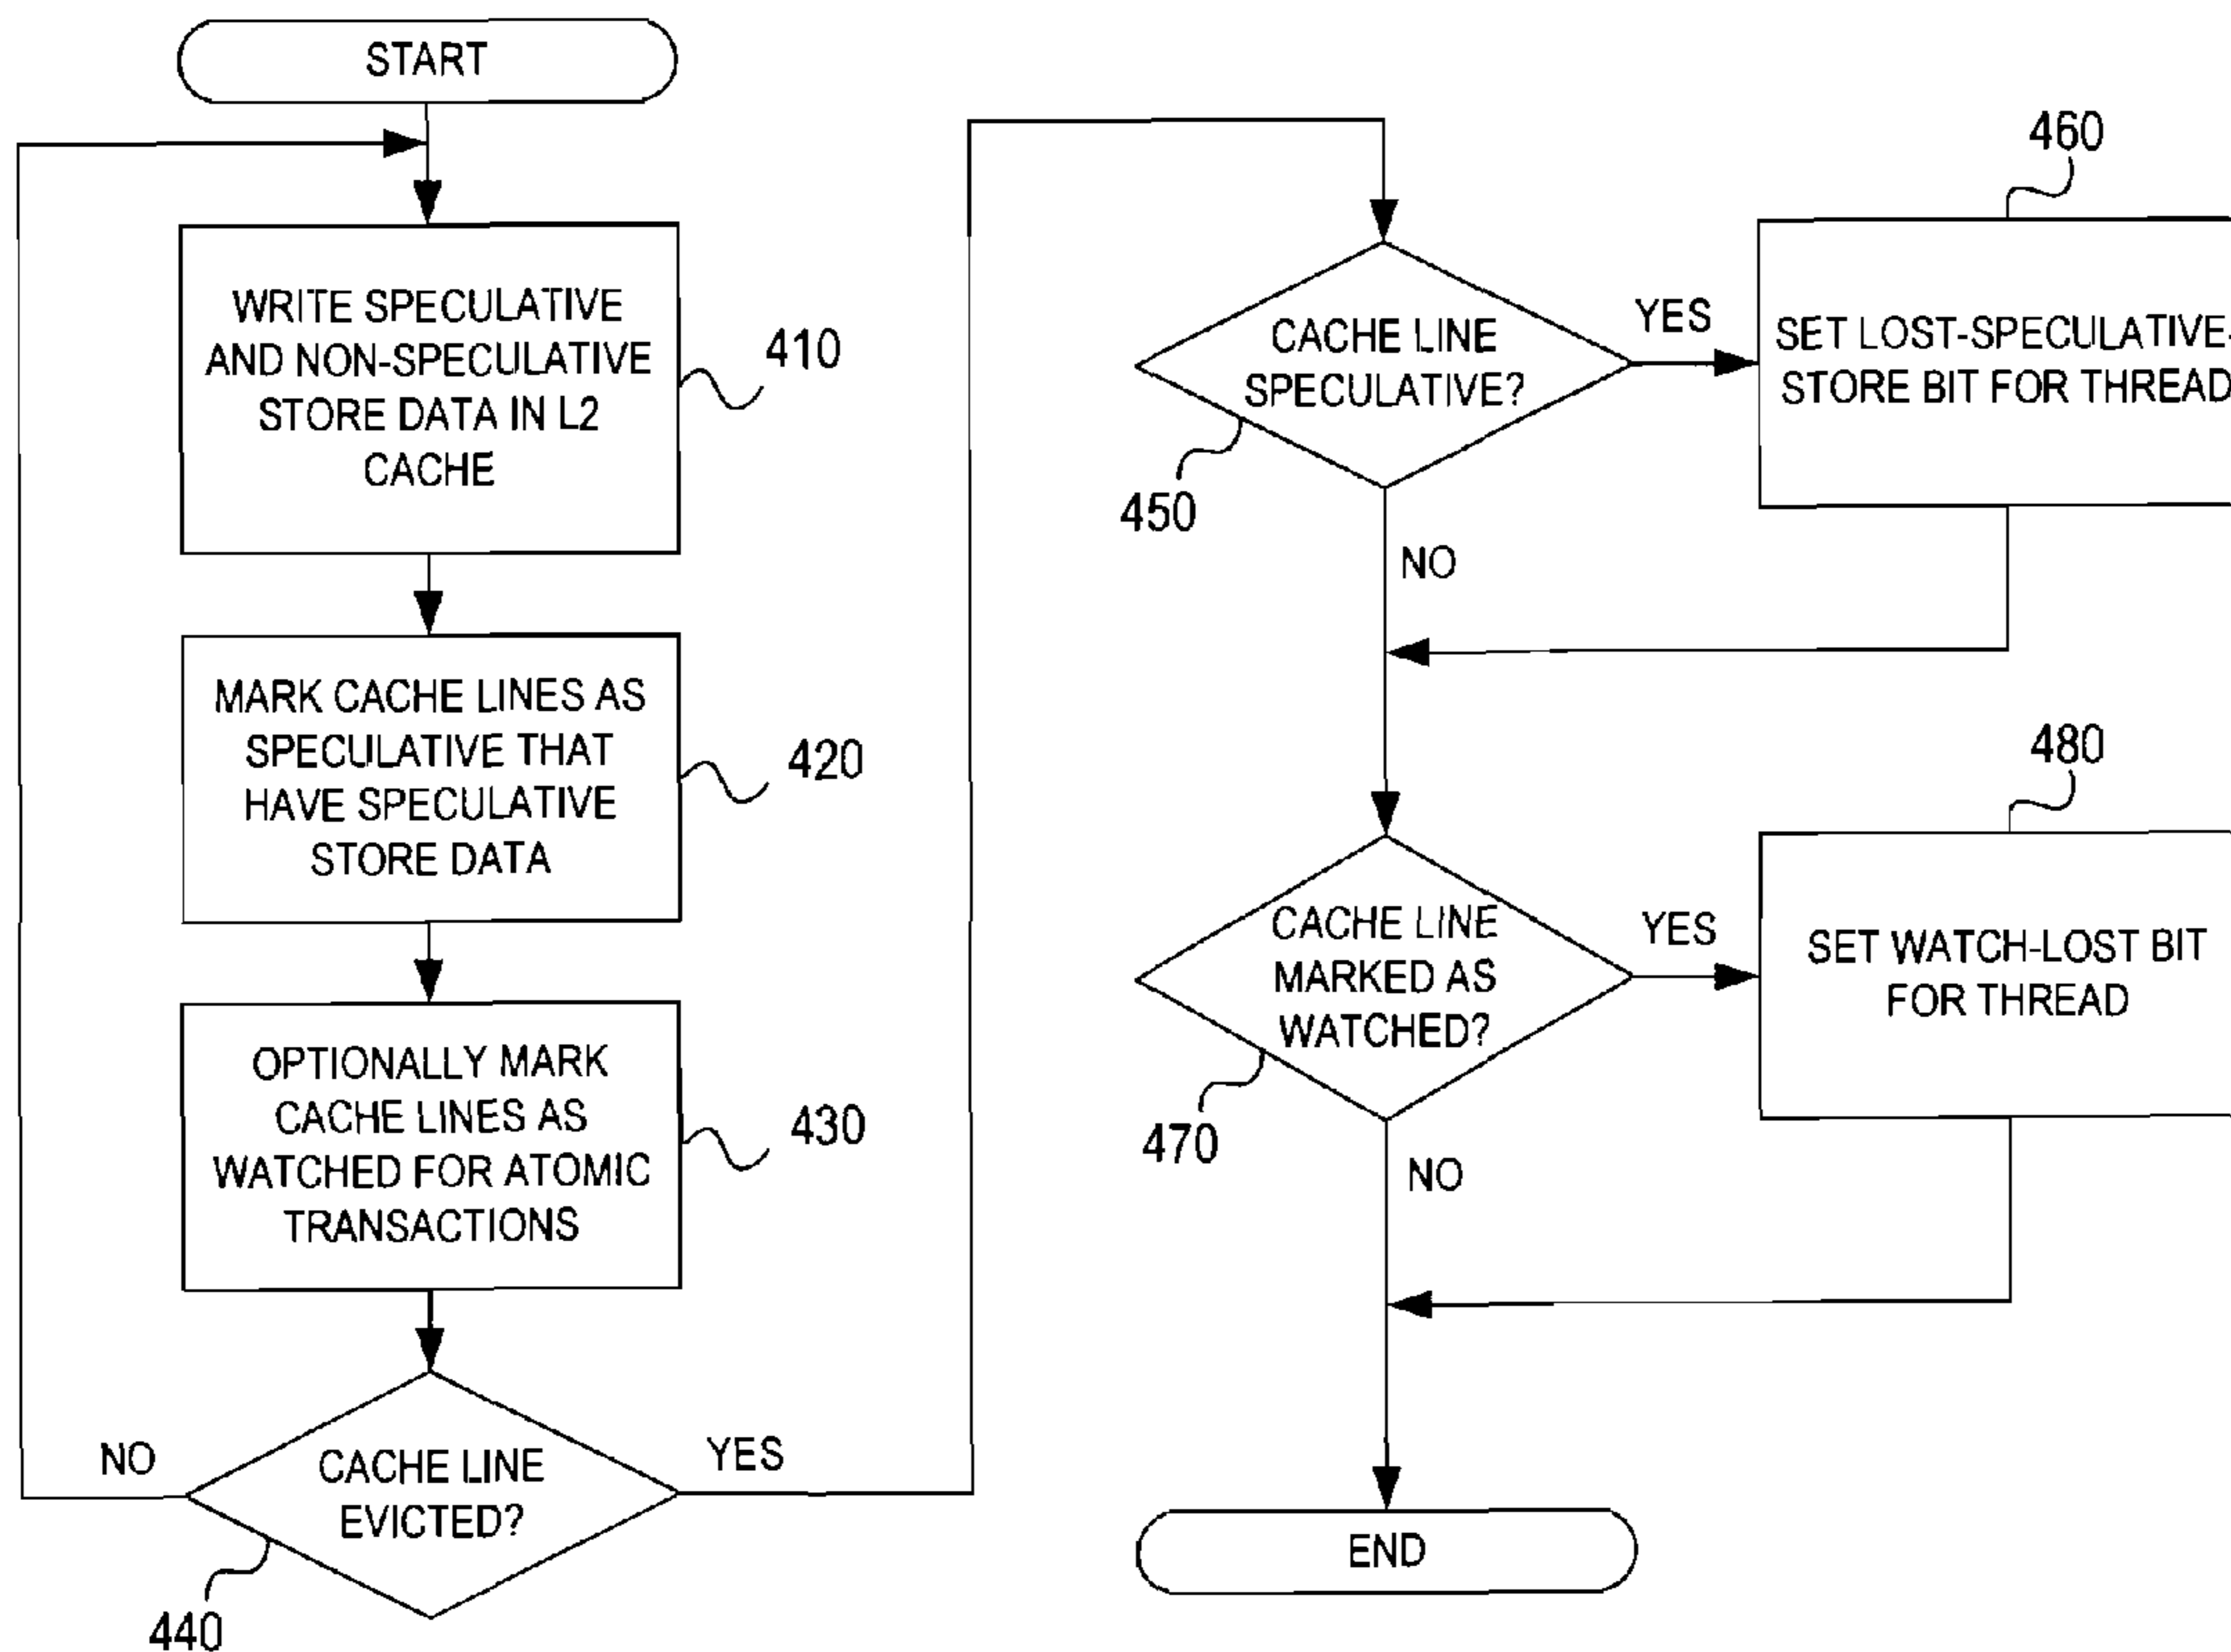 START
WRITE SPECULATIVE
AND NON-SPECULATIVE
STORE DATA IN L2
CACHE
410
MARK CACHE LINES AS
SPECULATIVE THAT
HAVE SPECULATIVE
STORE DATA
420
OPTIONALLY MARK
CACHE LINES AS
WATCHED FOR ATOMIC
TRANSACTIONS
430
CACHE LINE
EVICTED?
NO
YES
440
CACHE LINE
SPECULATIVE?
YES
NO
450
460
SET LOST-SPECULATIVE-
STORE BIT FOR THREAD
CACHE LINE
MARKED AS
WATCHED?
YES
NO
470
480
SET WATCH-LOST BIT
FOR THREAD
END